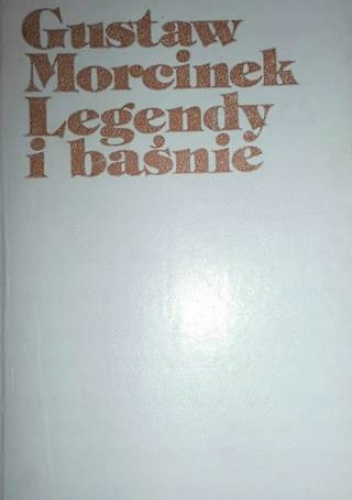 Gustaw
Morcinek
Legendy
i baśnie